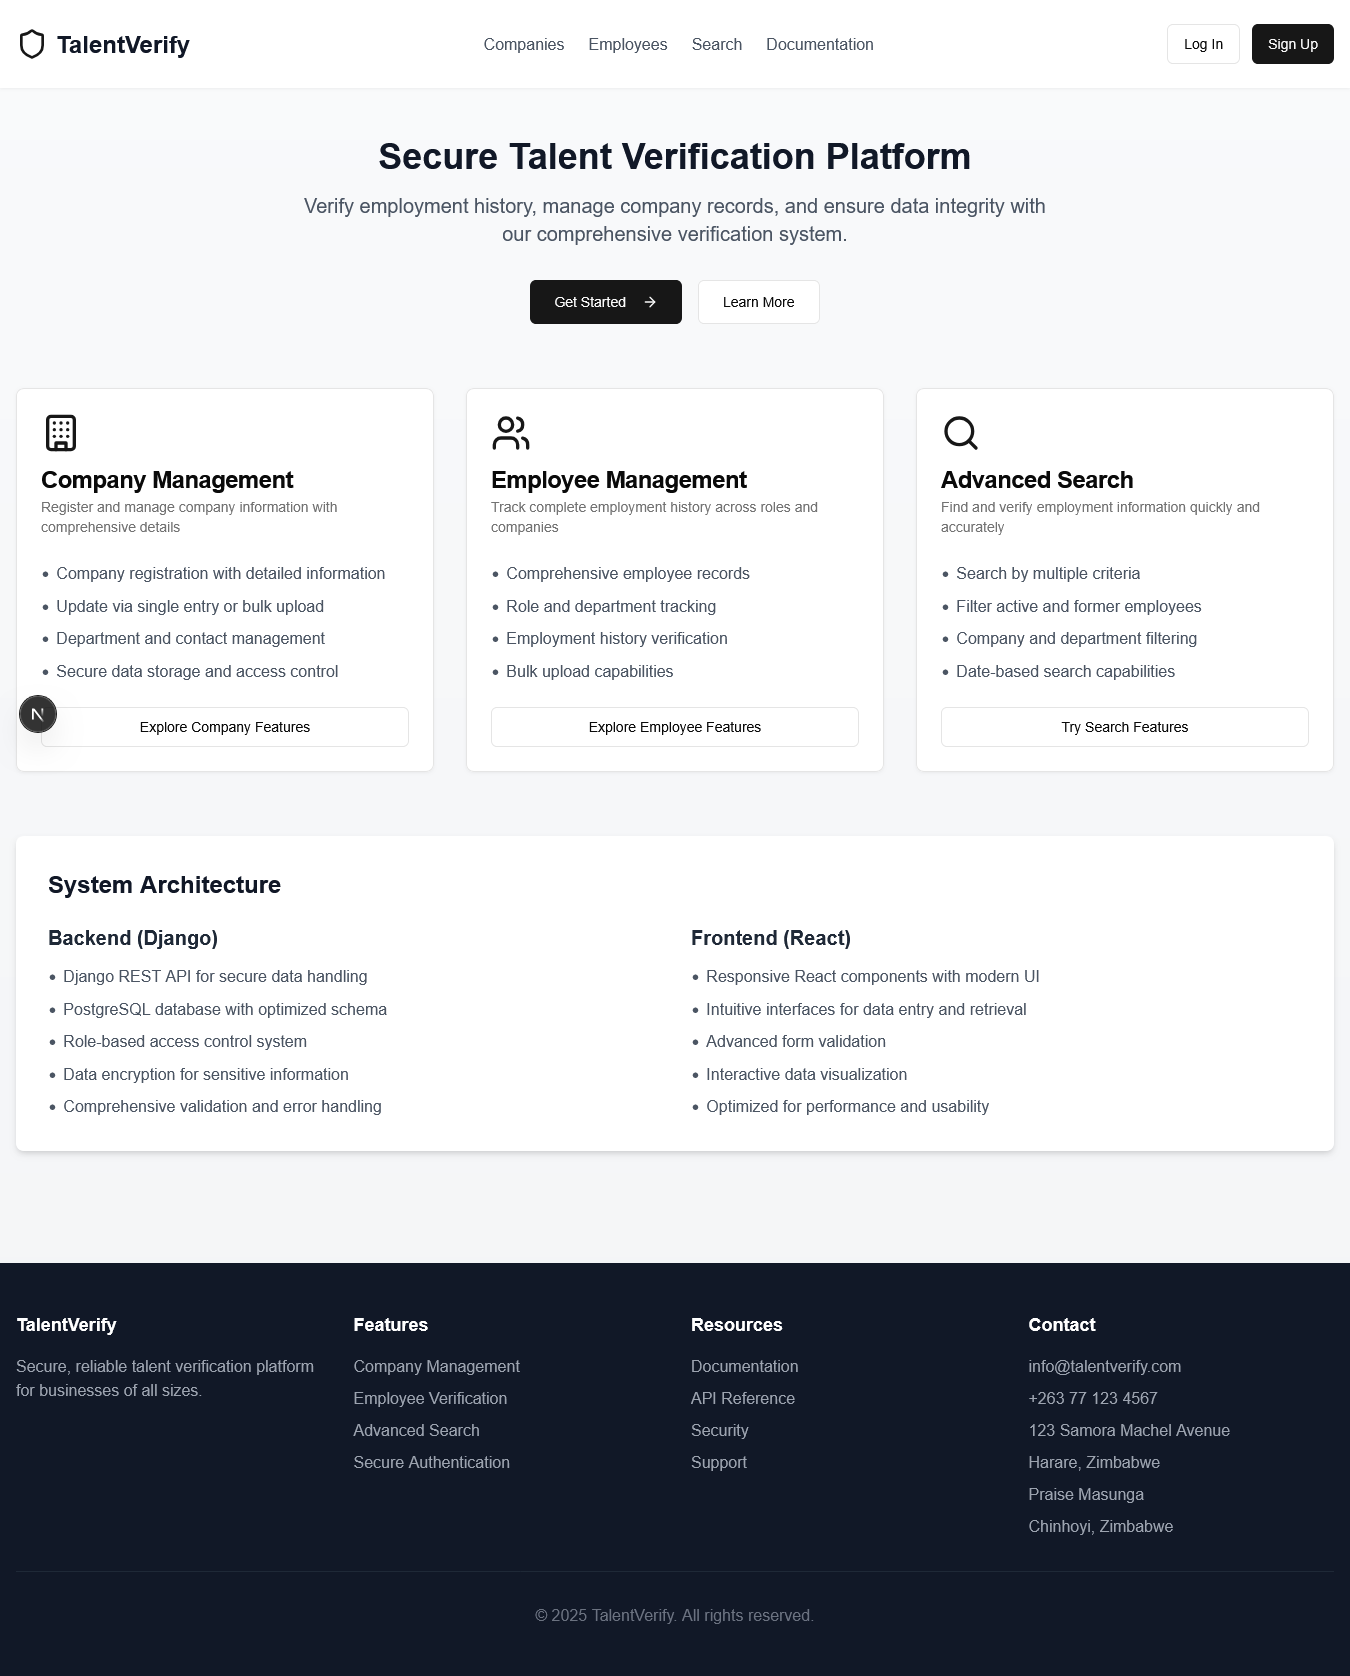 TalentVerify
Companies
Employees
Search
Documentation
Log In
Sign Up
Secure Talent Verification Platform
Verify employment history, manage company records, and ensure data integrity with
our comprehensive verification system.
Get Started
Learn More
Company Management
Register and manage company information with
comprehensive details
• Company registration with detailed information
• Update via single entry or bulk upload
• Department and contact management
• Secure data storage and access control
N
Explore Company Features
Employee Management
Track complete employment history across roles and
companies
• Comprehensive employee records
• Role and department tracking
• Employment history verification
• Bulk upload capabilities
Explore Employee Features
Advanced Search
Find and verify employment information quickly and
accurately
• Search by multiple criteria
• Filter active and former employees
• Company and department filtering
• Date-based search capabilities
Try Search Features
System Architecture
Backend (Django)
• Django REST API for secure data handling
• PostgreSQL database with optimized schema
• Role-based access control system
• Data encryption for sensitive information
• Comprehensive validation and error handling
Frontend (React)
• Responsive React components with modern UI
• Intuitive interfaces for data entry and retrieval
• Advanced form validation
• Interactive data visualization
• Optimized for performance and usability
TalentVerify
Secure, reliable talent verification platform
for businesses of all sizes.
Features
Company Management
Employee Verification
Advanced Search
Secure Authentication
Resources
Documentation
API Reference
Security
Support
Contact
info@talentverify.com
+263 77 123 4567
123 Samora Machel Avenue
Harare, Zimbabwe
Praise Masunga
Chinhoyi, Zimbabwe
© 2025 TalentVerify. All rights reserved.